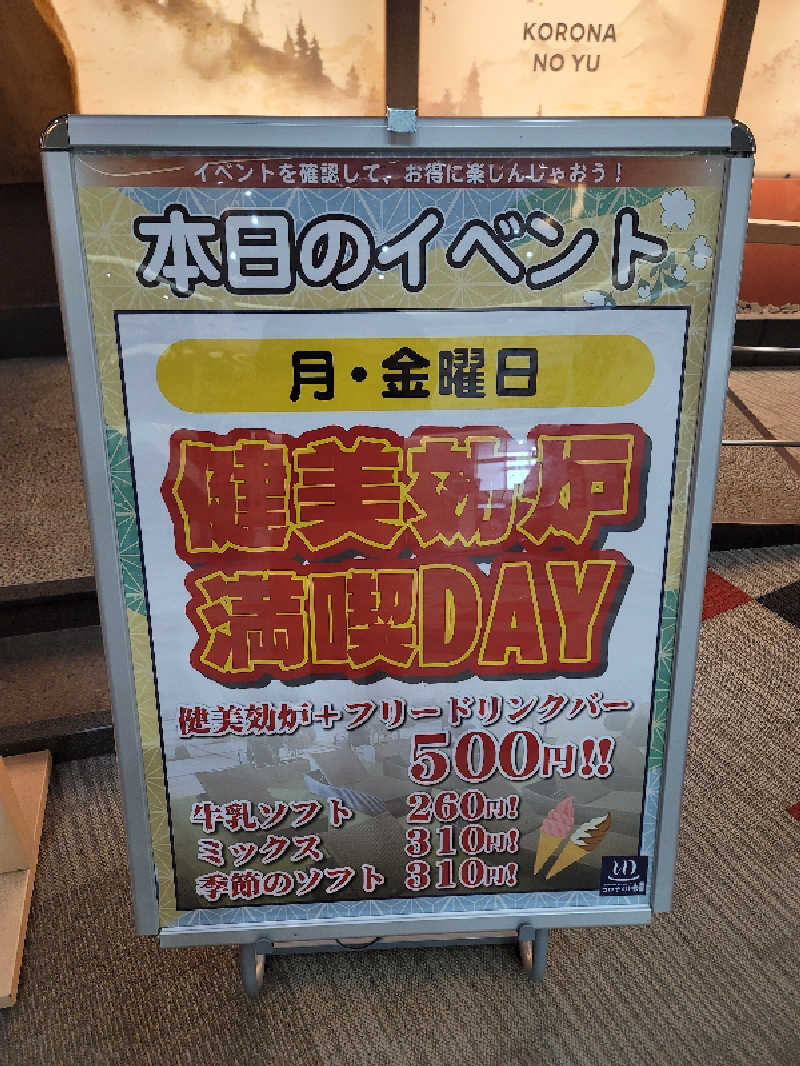 KORONA
NO YU
イベントを確認して、お得に楽しんじゃおう!
本日のイベント
月・金曜日
健美効炉
満喫DAY
健美効炉+フリードリンクバー
500円!!
牛乳ソフト 260円!
ミックス 310円!
季節のソフト 310円!